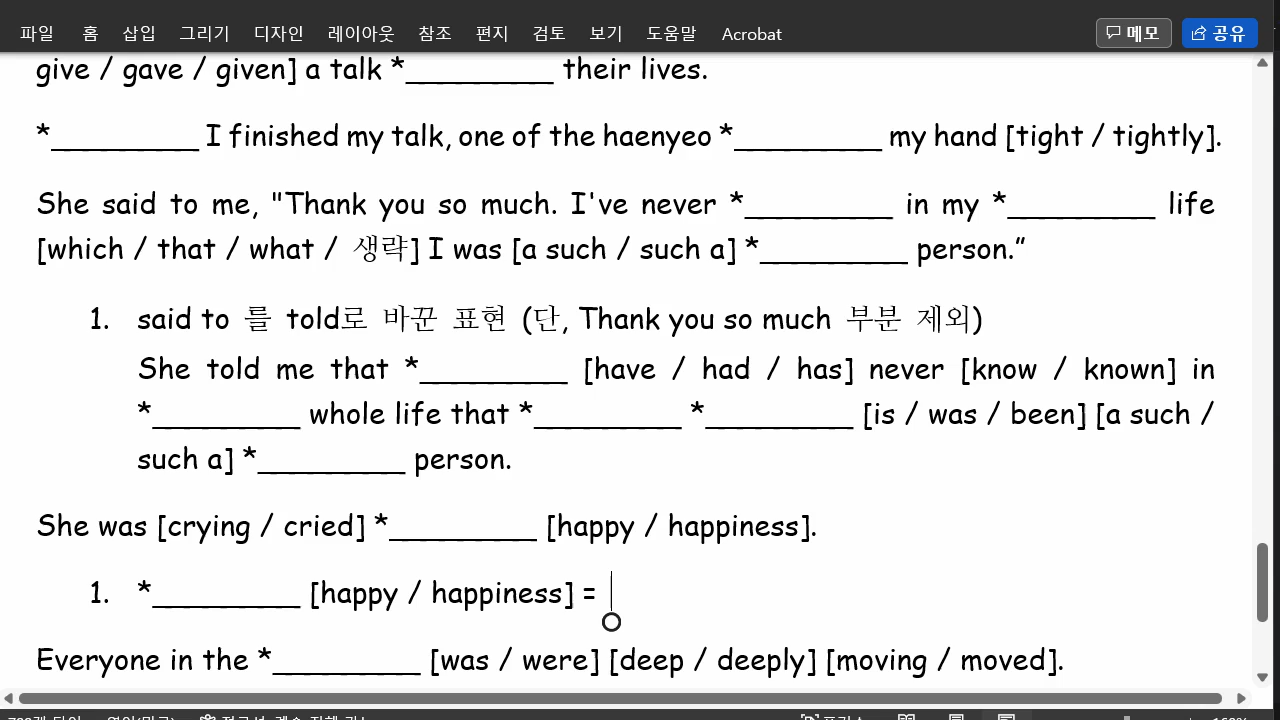 파일 홈 삽입 그리기 디자인 레이아웃 참조 편지 검토 보기 도움말 Acrobat 메모 공유
give / gave / given] a talk *_________ their lives.
*_________ I finished my talk, one of the haenyeo *_________ my hand [tight / tightly].
She said to me, "Thank you so much. I've never *_________ in my *_________ life
[which / that / what / 생략] I was [a such / such a] *_________ person.”
1. said to 를 told로 바꾼 표현 (단, Thank you so much 부분 제외)
She told me that *_________ [have / had / has] never [know / known] in
*_________ whole life that *_________ *_________ [is / was / been] [a such /
such a] *_________ person.
She was [crying / cried] *_________ [happy / happiness].
1. *_________ [happy / happiness] =
Everyone in the *_________ [was / were] [deep / deeply] [moving / moved].